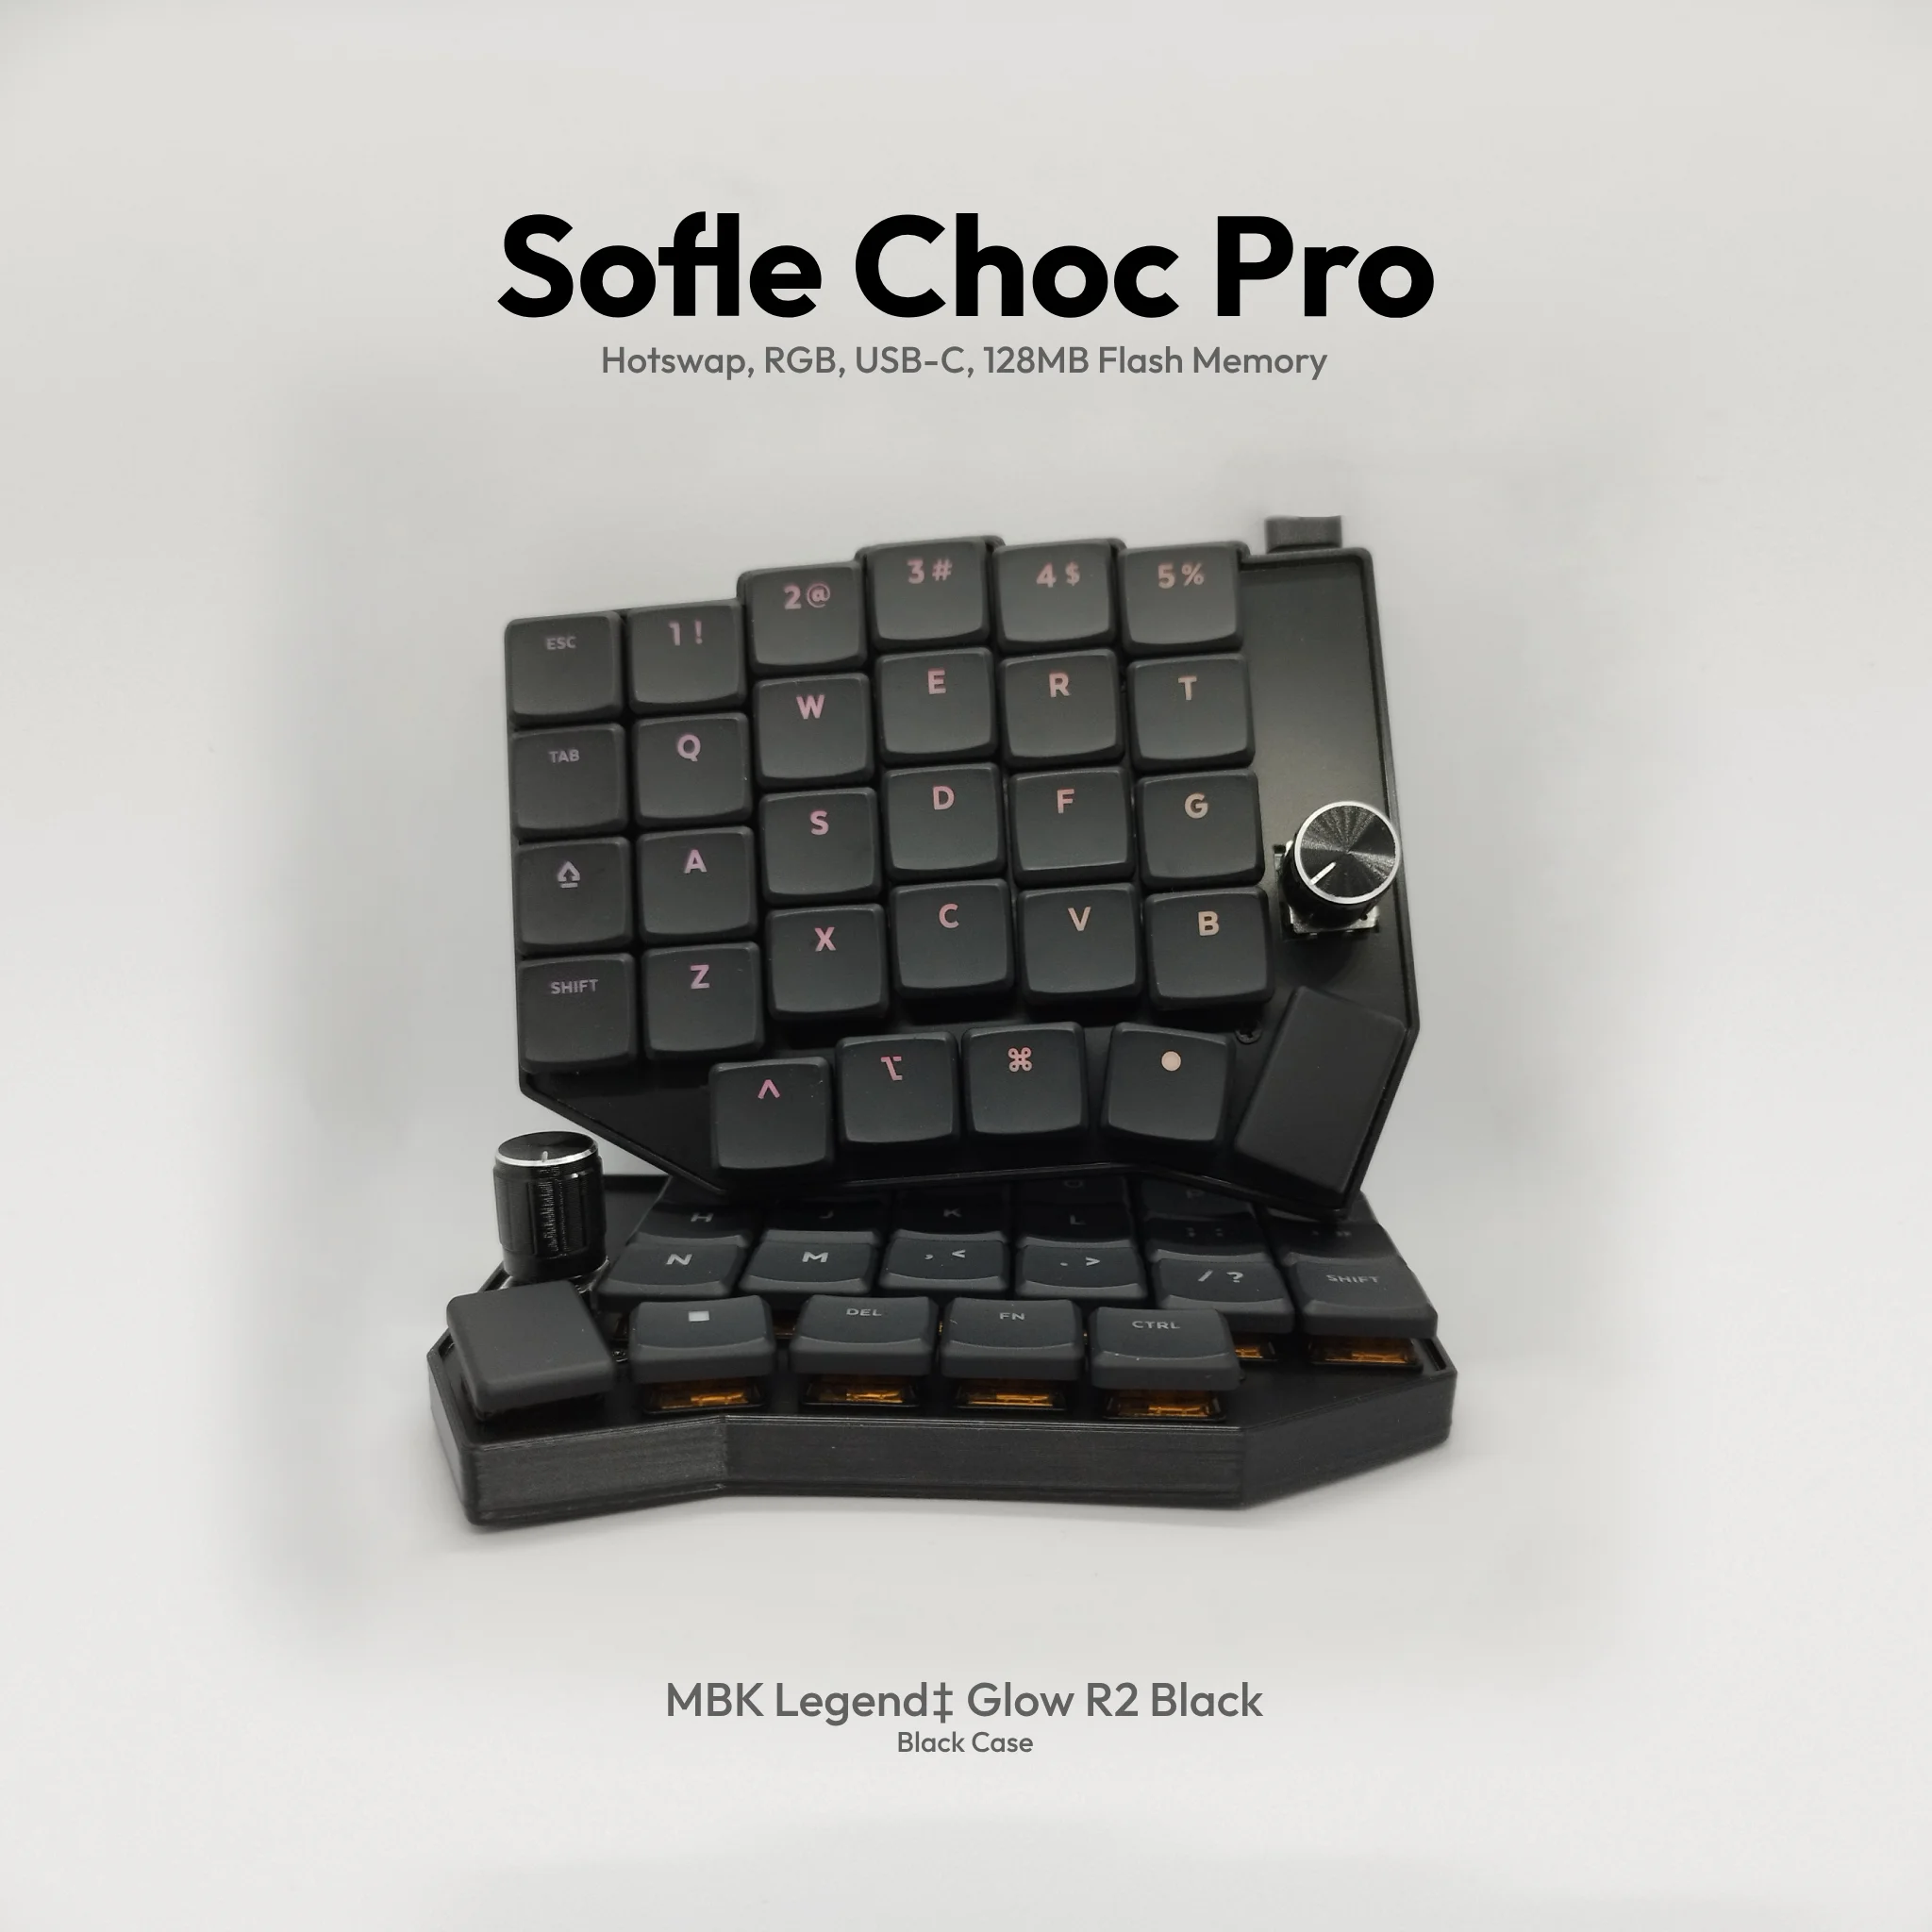 Sofle Choc Pro
Hotswap, RGB, USB-C, 128MB Flash Memory
3# 4$ 5%
2@
ESC 1!
E R T
W
TAB Q
D F G
S
⇪ A
C V B
X
SHIFT Z
^ ⌥ ⌘ ●
O P
H J K L : ; "
N M , < . > / ? SHIFT
■ DEL FN CTRL
MBK Legend‡ Glow R2 Black
Black Case